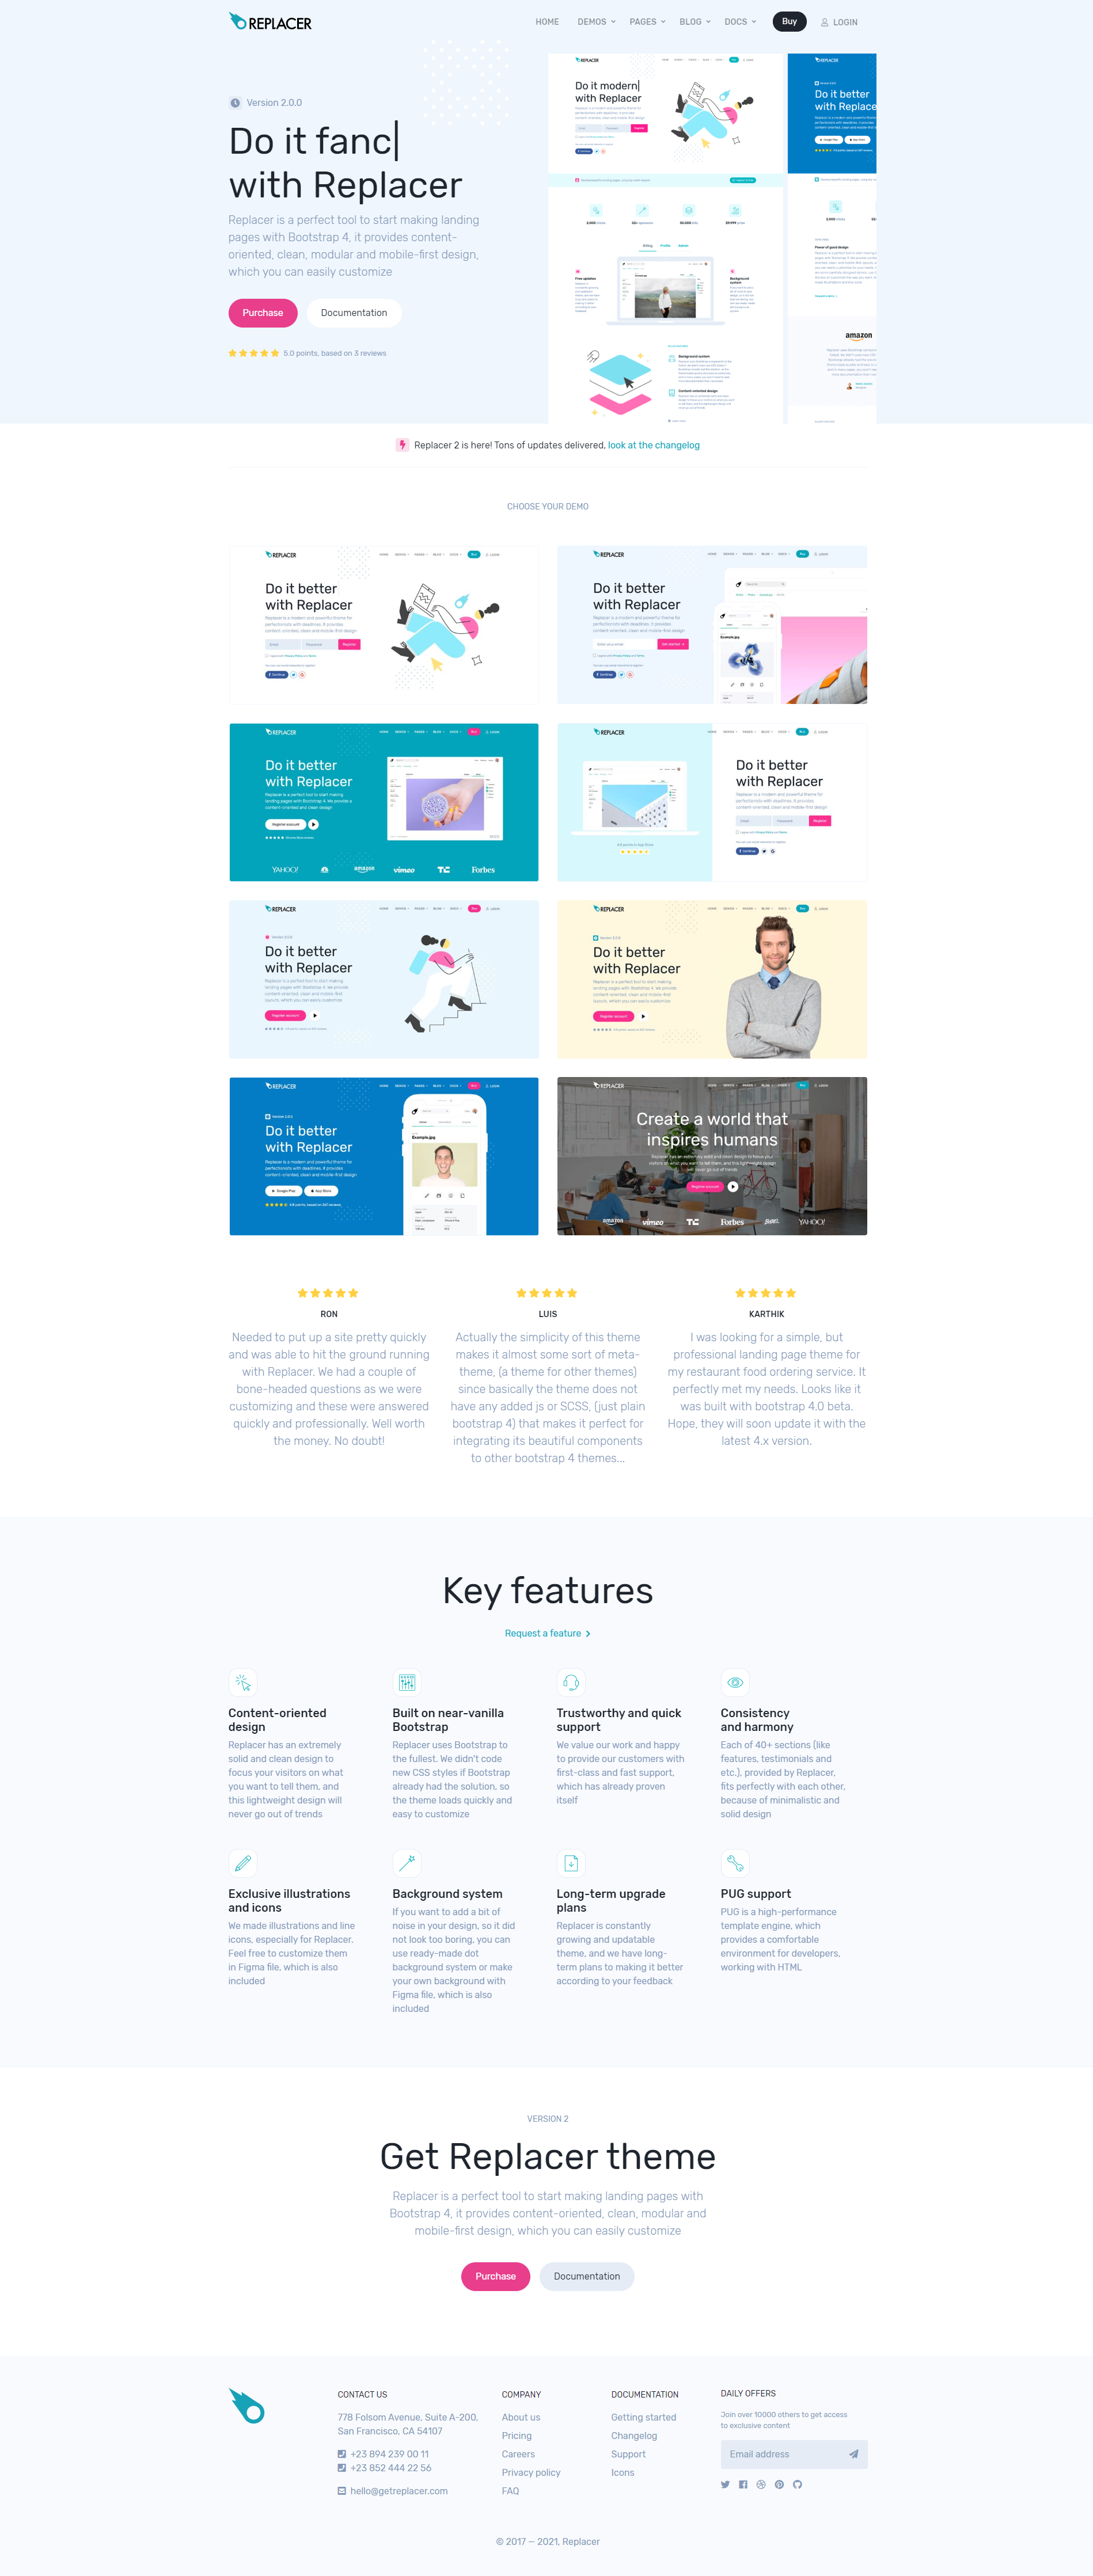 REPLACER
HOME DEMOS PAGES BLOG DOCS Buy LOGIN
Version 2.0.0
Do it fanc|
with Replacer
Replacer is a perfect tool to start making landing
pages with Bootstrap 4, it provides content-
oriented, clean, modular and mobile-first design,
which you can easily customize
Purchase Documentation
5.0 points, based on 3 reviews
Do it modern|
with Replacer
Do it better
with Replace
amazon
Replacer 2 is here! Tons of updates delivered, look at the changelog
CHOOSE YOUR DEMO
REPLACER
Do it better
with Replacer
REPLACER
Do it better
with Replacer
REPLACER
Do it better
with Replacer
YAHOO! amazon vimeo TC Forbes
REPLACER
Do it better
with Replacer
REPLACER
Do it better
with Replacer
REPLACER
Do it better
with Replacer
REPLACER
Do it better
with Replacer
Example.jpg
REPLACER
Create a world that
inspires humans
amazon vimeo TC Forbes YAHOO!
RON
Needed to put up a site pretty quickly
and was able to hit the ground running
with Replacer. We had a couple of
bone-headed questions as we were
customizing and these were answered
quickly and professionally. Well worth
the money. No doubt!
LUIS
Actually the simplicity of this theme
makes it almost some sort of meta-
theme, (a theme for other themes)
since basically the theme does not
have any added js or SCSS, (just plain
bootstrap 4) that makes it perfect for
integrating its beautiful components
to other bootstrap 4 themes...
KARTHIK
I was looking for a simple, but
professional landing page theme for
my restaurant food ordering service. It
perfectly met my needs. Looks like it
was built with bootstrap 4.0 beta.
Hope, they will soon update it with the
latest 4.x version.
Key features
Request a feature
Content-oriented
design
Replacer has an extremely
solid and clean design to
focus your visitors on what
you want to tell them, and
this lightweight design will
never go out of trends
Built on near-vanilla
Bootstrap
Replacer uses Bootstrap to
the fullest. We didn't code
new CSS styles if Bootstrap
already had the solution, so
the theme loads quickly and
easy to customize
Trustworthy and quick
support
We value our work and happy
to provide our customers with
first-class and fast support,
which has already proven
itself
Consistency
and harmony
Each of 40+ sections (like
features, testimonials and
etc.), provided by Replacer,
fits perfectly with each other,
because of minimalistic and
solid design
Exclusive illustrations
and icons
We made illustrations and line
icons, especially for Replacer.
Feel free to customize them
in Figma file, which is also
included
Background system
If you want to add a bit of
noise in your design, so it did
not look too boring, you can
use ready-made dot
background system or make
your own background with
Figma file, which is also
included
Long-term upgrade
plans
Replacer is constantly
growing and updatable
theme, and we have long-
term plans to making it better
according to your feedback
PUG support
PUG is a high-performance
template engine, which
provides a comfortable
environment for developers,
working with HTML
VERSION 2
Get Replacer theme
Replacer is a perfect tool to start making landing pages with
Bootstrap 4, it provides content-oriented, clean, modular and
mobile-first design, which you can easily customize
Purchase Documentation
CONTACT US
778 Folsom Avenue, Suite A-200,
San Francisco, CA 54107
+23 894 239 00 11
+23 852 444 22 56
hello@getreplacer.com
COMPANY
About us
Pricing
Careers
Privacy policy
FAQ
DOCUMENTATION
Getting started
Changelog
Support
Icons
DAILY OFFERS
Join over 10000 others to get access
to exclusive content
Email address
© 2017 — 2021, Replacer